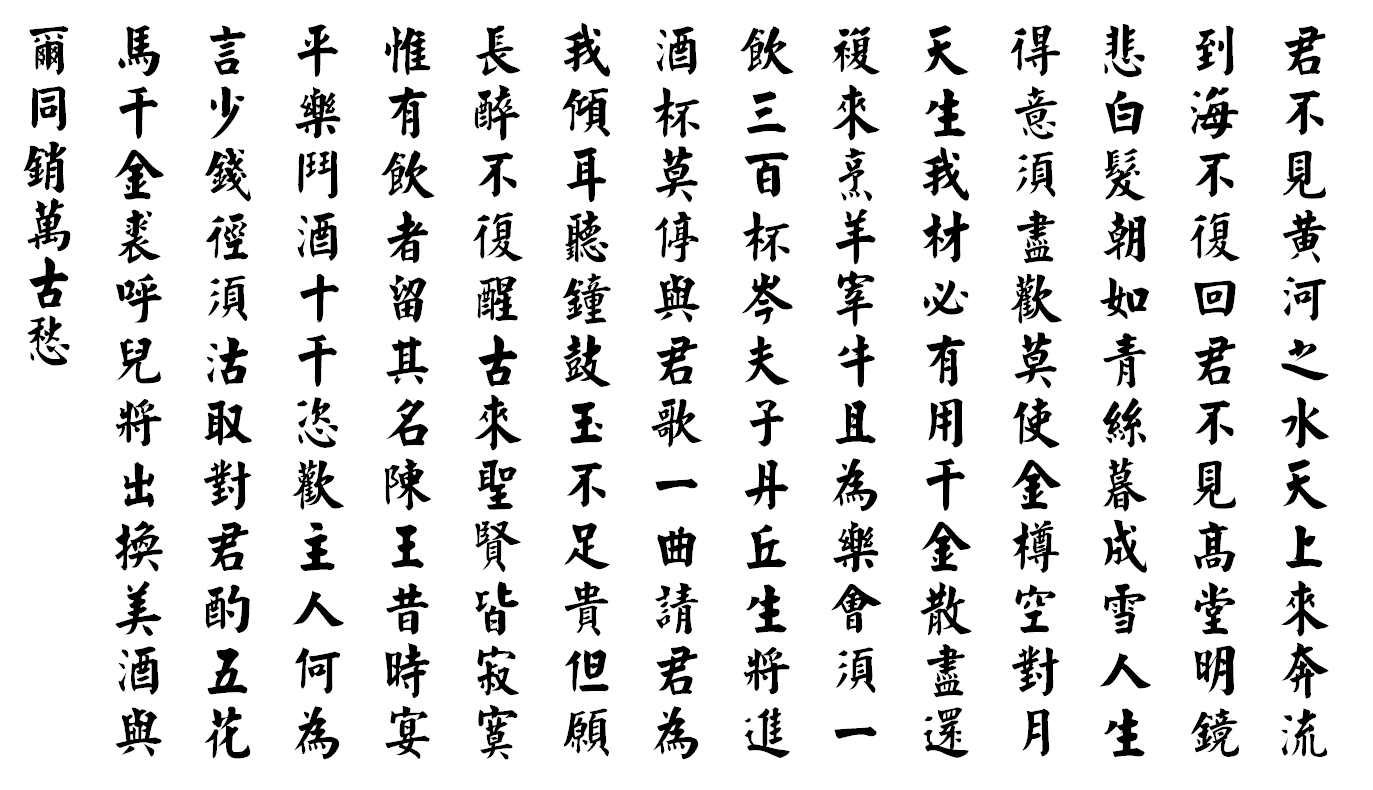 君不見黄河之水天上來奔流
到海不復回君不見高堂明鏡
悲白髮朝如青絲暮成雪人生
得意須盡歡莫使金樽空對月
天生我材必有用千金散盡還
複來烹羊宰牛且為樂會須一
飲三百杯岑夫子丹丘生將進
酒杯莫停與君歌一曲請君為
我傾耳聽鐘鼓玉不足貴但願
長醉不復醒古來聖賢皆寂寞
惟有飲者留其名陳王昔時宴
平樂鬥酒十千恣歡主人何為
言少錢徑須沽取對君酌五花
馬千金裘呼兒將出換美酒與
爾同銷萬古愁